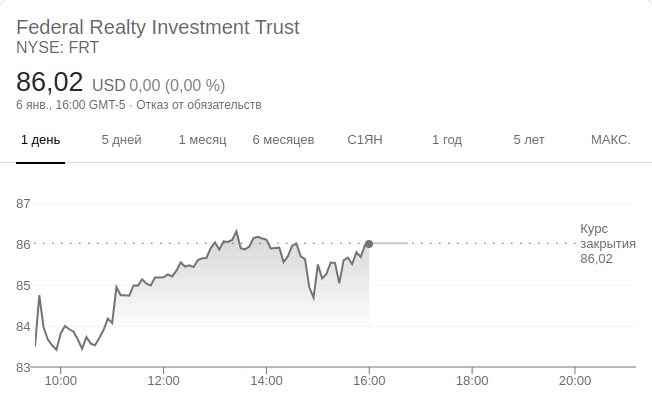 Federal Realty Investment Trust
NYSE: FRT
86,02 USD 0,00 (0,00 %)
6 янв., 16:00 GMT-5 · Отказ от обязательств
1 день 5 дней 1 месяц 6 месяцев С1ЯН 1 год 5 лет МАКС.
87
86
85
84
83
Курс
закрытия
86,02
10:00 12:00 14:00 16:00 18:00 20:00